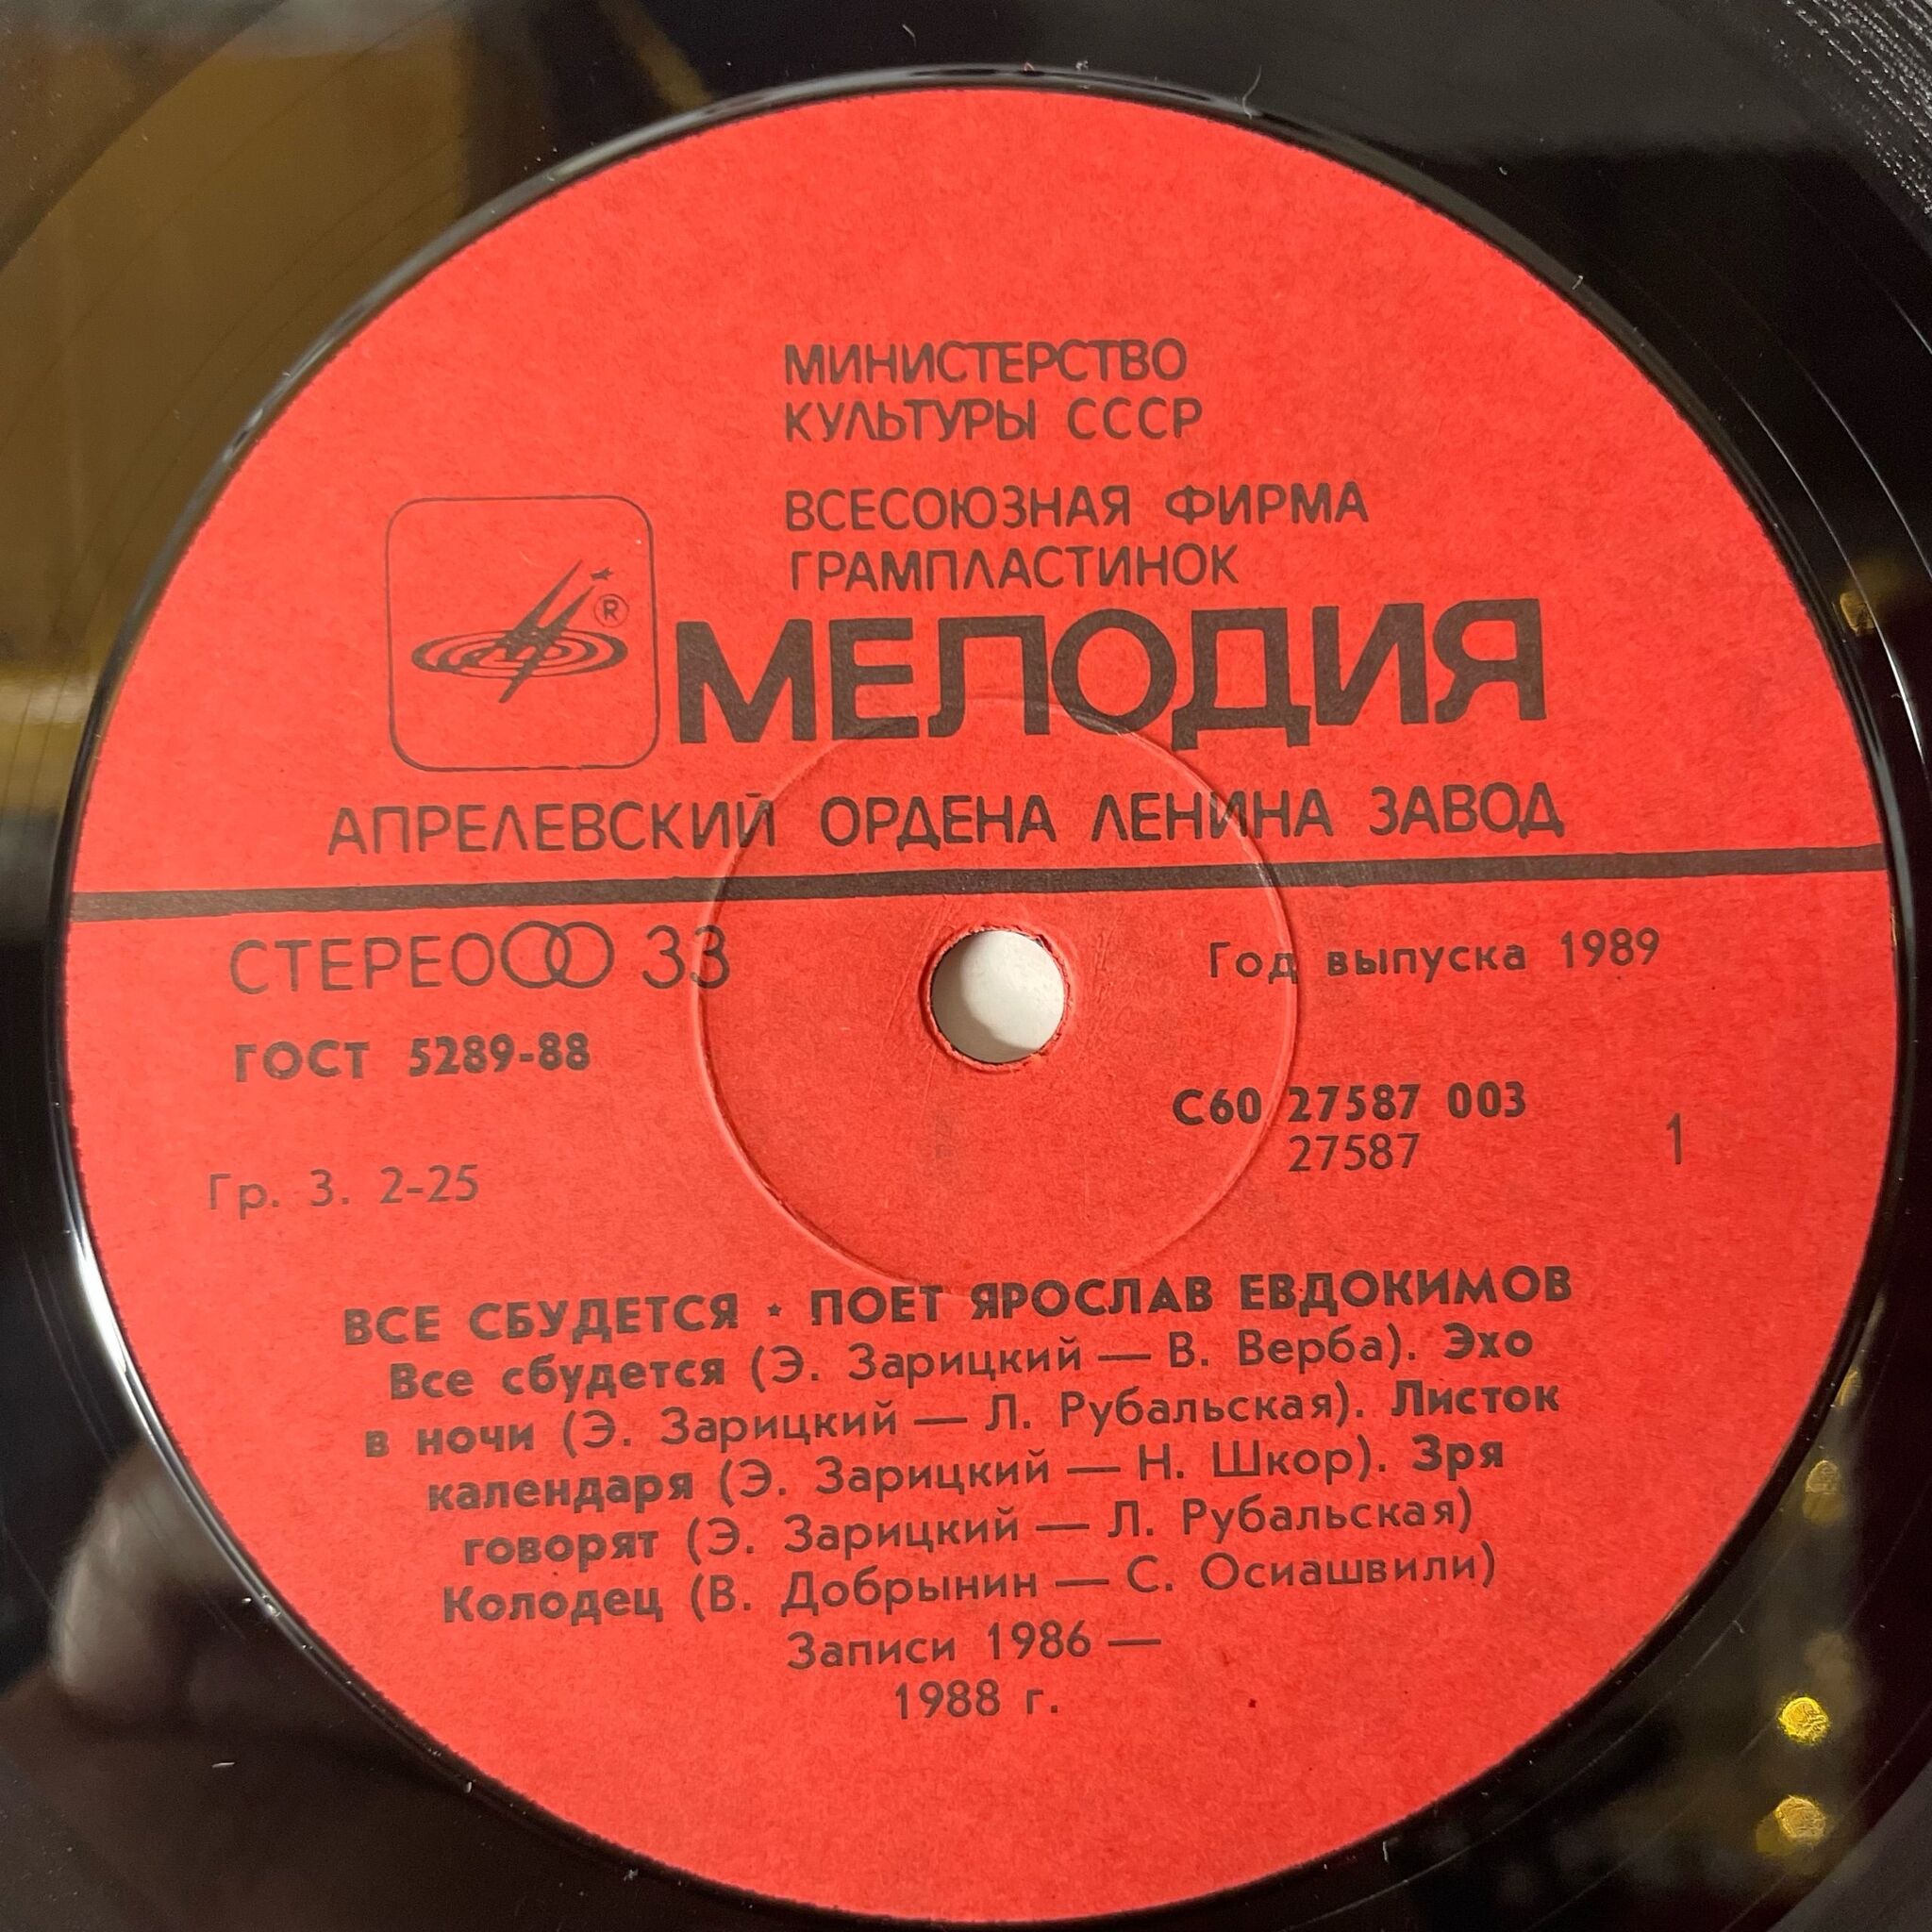 МИНИСТЕРСТВО
КУЛЬТУРЫ СССР
ВСЕСОЮЗНАЯ ФИРМА
ГРАМПЛАСТИНОК
®
МЕЛОДИЯ
АПРЕЛЕВСКИЙ ОРДЕНА ЛЕНИНА ЗАВОД
СТЕРЕО 33
Год выпуска 1989
ГОСТ 5289-88
С60 27587 003
27587
1
Гр. 3. 2-25
ВСЕ СБУДЕТСЯ ⋆ ПОЕТ ЯРОСЛАВ ЕВДОКИМОВ
Все сбудется (Э. Зарицкий — В. Верба). Эхо
в ночи (Э. Зарицкий — Л. Рубальская). Листок
календаря (Э. Зарицкий — Н. Шкор). Зря
говорят (Э. Зарицкий — Л. Рубальская)
Колодец (В. Добрынин — С. Осиашвили)
Записи 1986 —
1988 г.